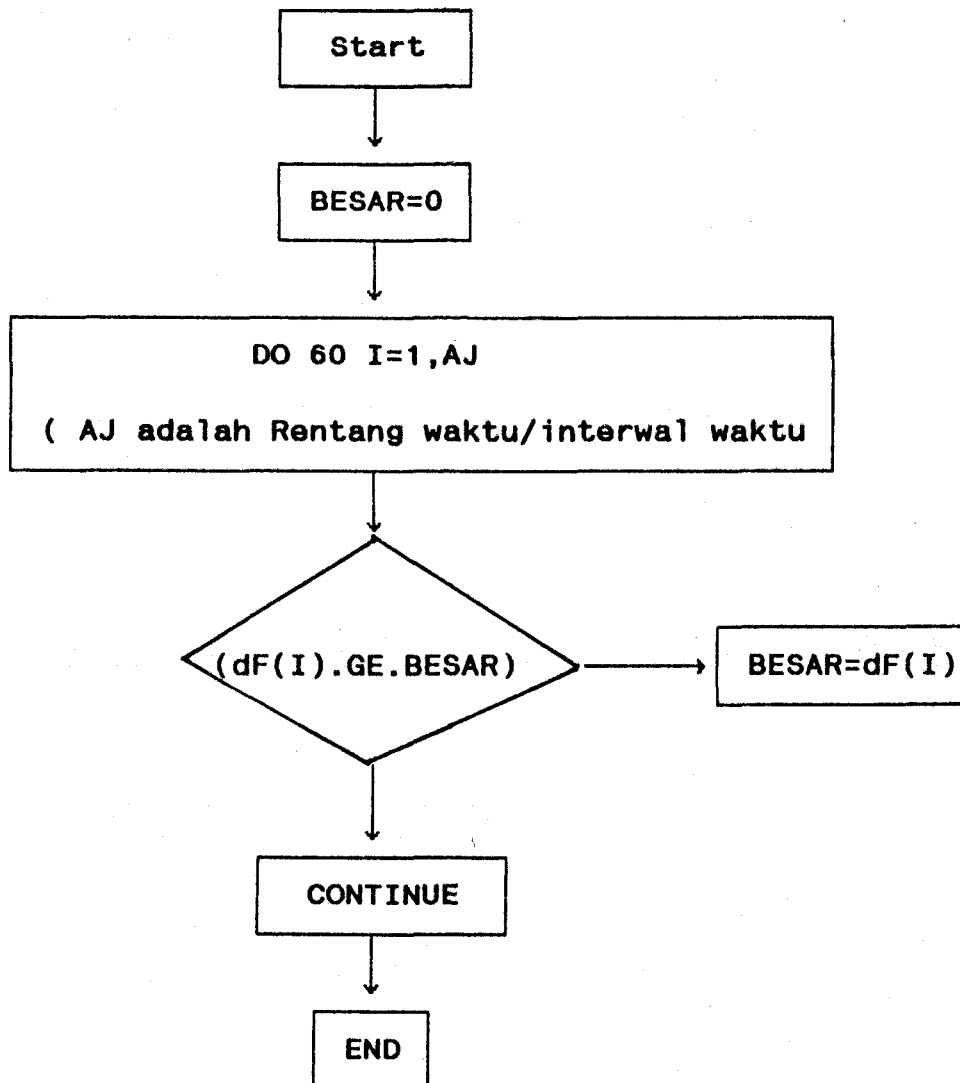 Start
BESAR=0
DO 60 I=1,AJ
( AJ adalah Rentang waktu/interwal waktu
(dF(I).GE.BESAR)
BESAR=dF(I)
CONTINUE
END